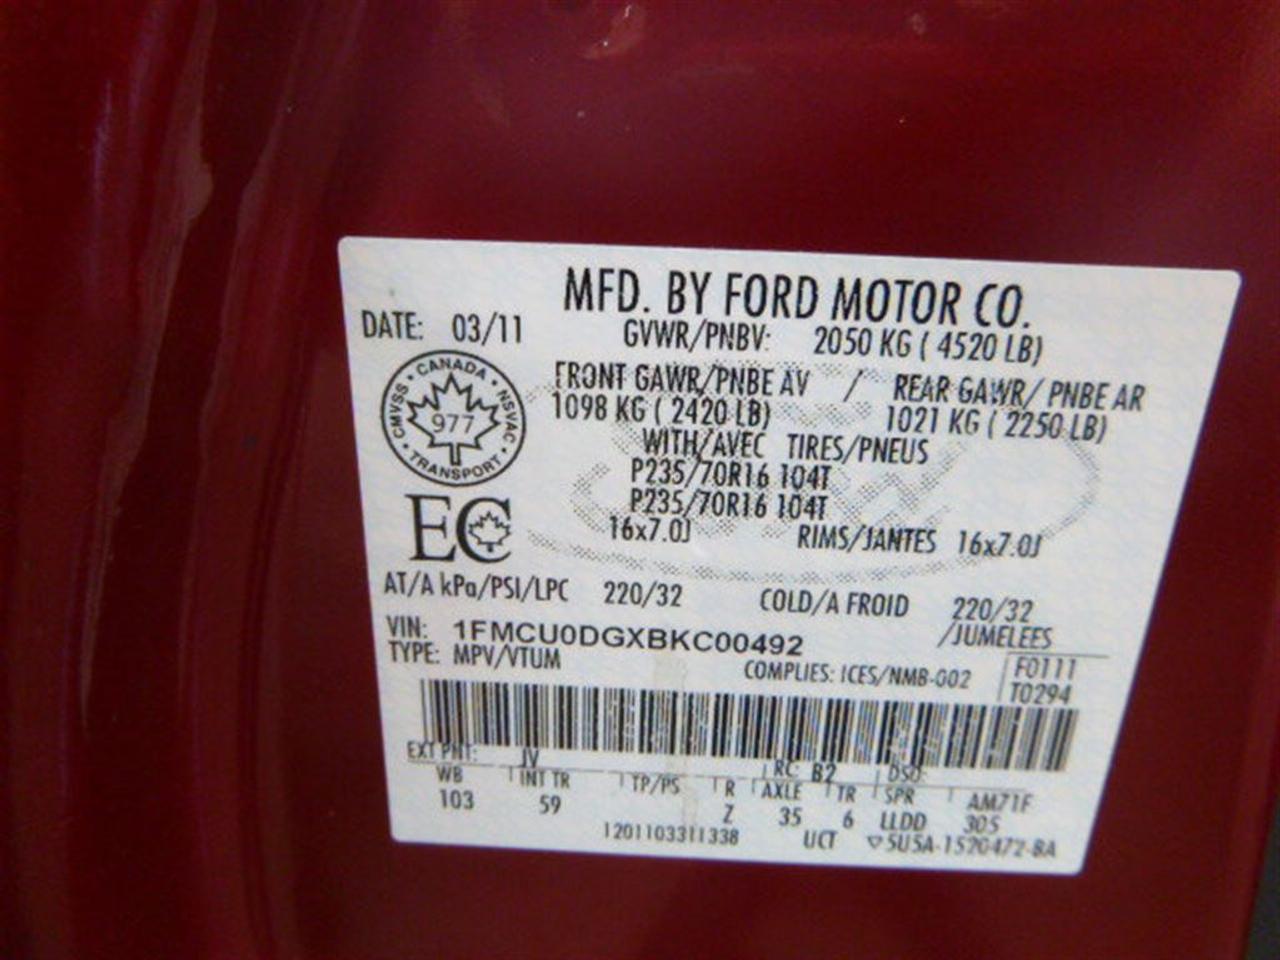 MFD. BY FORD MOTOR CO.
DATE: 03/11
GVWR/PNBV: 2050 KG ( 4520 LB)
FRONT GAWR/PNBE AV / REAR GAWR/ PNBE AR
1098 KG ( 2420 LB) 1021 KG ( 2250 LB)
WITH/AVEC TIRES/PNEUS
P235/70R16 104T
P235/70R16 104T
16x7.0J RIMS/JANTES 16x7.0J
CANADA
CMVSS NSVAC
977
TRANSPORT
EC
AT/A kPa/PSI/LPC 220/32 COLD/A FROID 220/32
VIN: 1FMCU0DGXBKC00492 /JUMELEES
TYPE: MPV/VTUM COMPLIES: ICES/NMB-002
F0111
T0294
EXT PNT: JV RC: B2 DSO:
WB INT TR TP/PS R AXLE TR SPR AM71F
103 59 Z 35 6 LLDD 305
1201103311338 UCT 5U5A-1520472-BA